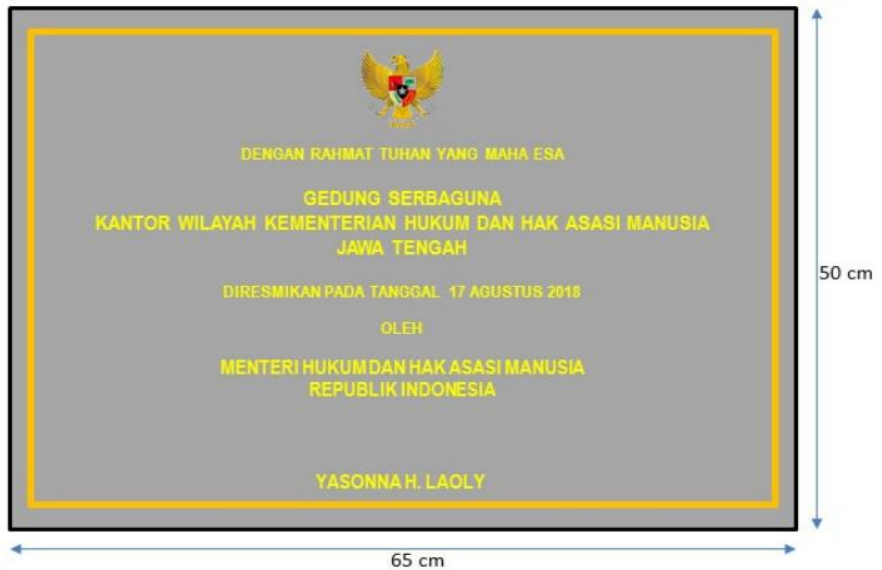 DENGAN RAHMAT TUHAN YANG MAHA ESA
GEDUNG SERBAGUNA
KANTOR WILAYAH KEMENTERIAN HUKUM DAN HAK ASASI MANUSIA
JAWA TENGAH
DIRESMIKAN PADA TANGGAL 17 AGUSTUS 2018
OLEH
MENTERI HUKUM DAN HAK ASASI MANUSIA
REPUBLIK INDONESIA
YASONNA H. LAOLY
50 cm
65 cm